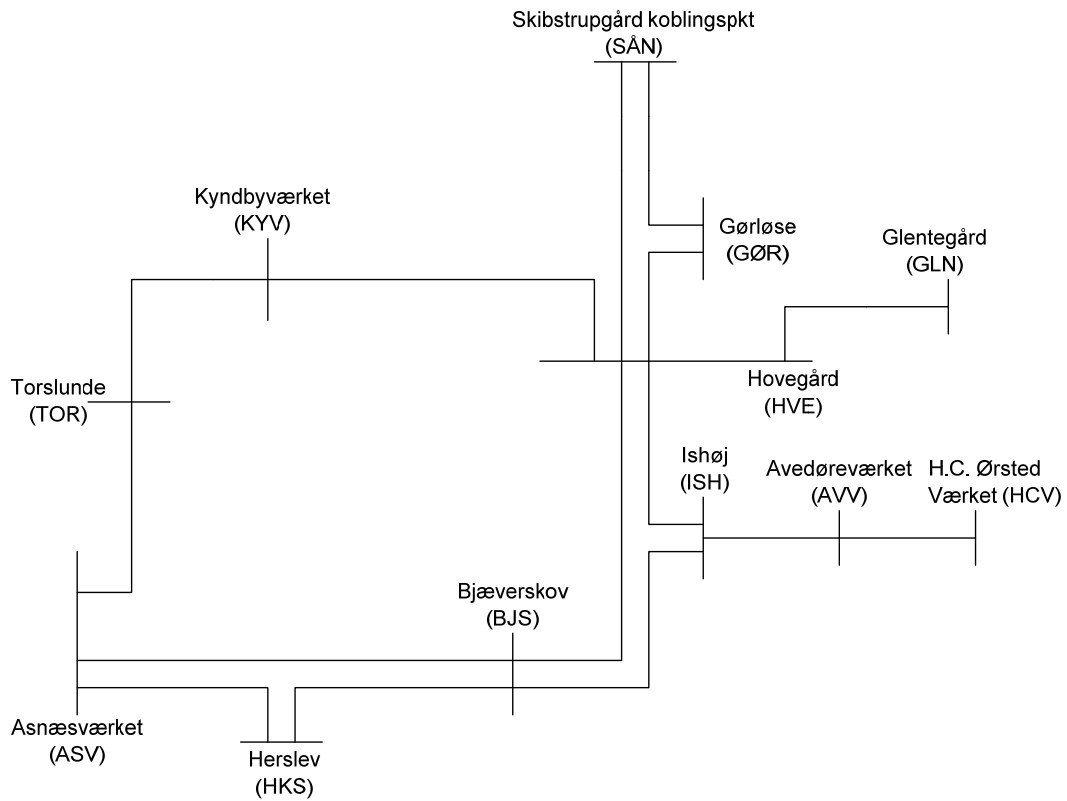 Skibstrupgård koblingspkt
(SÅN)
Kyndbyværket
(KYV)
Gørløse
(GØR)
Glentegård
(GLN)
Torslunde
(TOR)
Hovegård
(HVE)
Ishøj
(ISH)
Avedøreværket
(AVV)
H.C. Ørsted
Værket (HCV)
Bjæverskov
(BJS)
Asnæsværket
(ASV)
Herslev
(HKS)